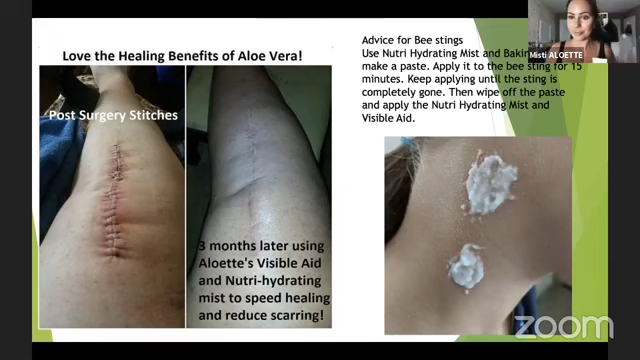 Love the Healing Benefits of Aloe Vera!
Post Surgery Stitches
3 months later using
Aloette's Visible Aid
and Nutri-hydrating
mist to speed healing
and reduce scarring!
Advice for Bee stings
Use Nutri Hydrating Mist and
make a paste. Apply it to the bee sting for 15
minutes. Keep applying until the sting is
completely gone. Then wipe off the paste
and apply the Nutri Hydrating Mist and
Visible Aid.
Misti ALOETTE
zoom